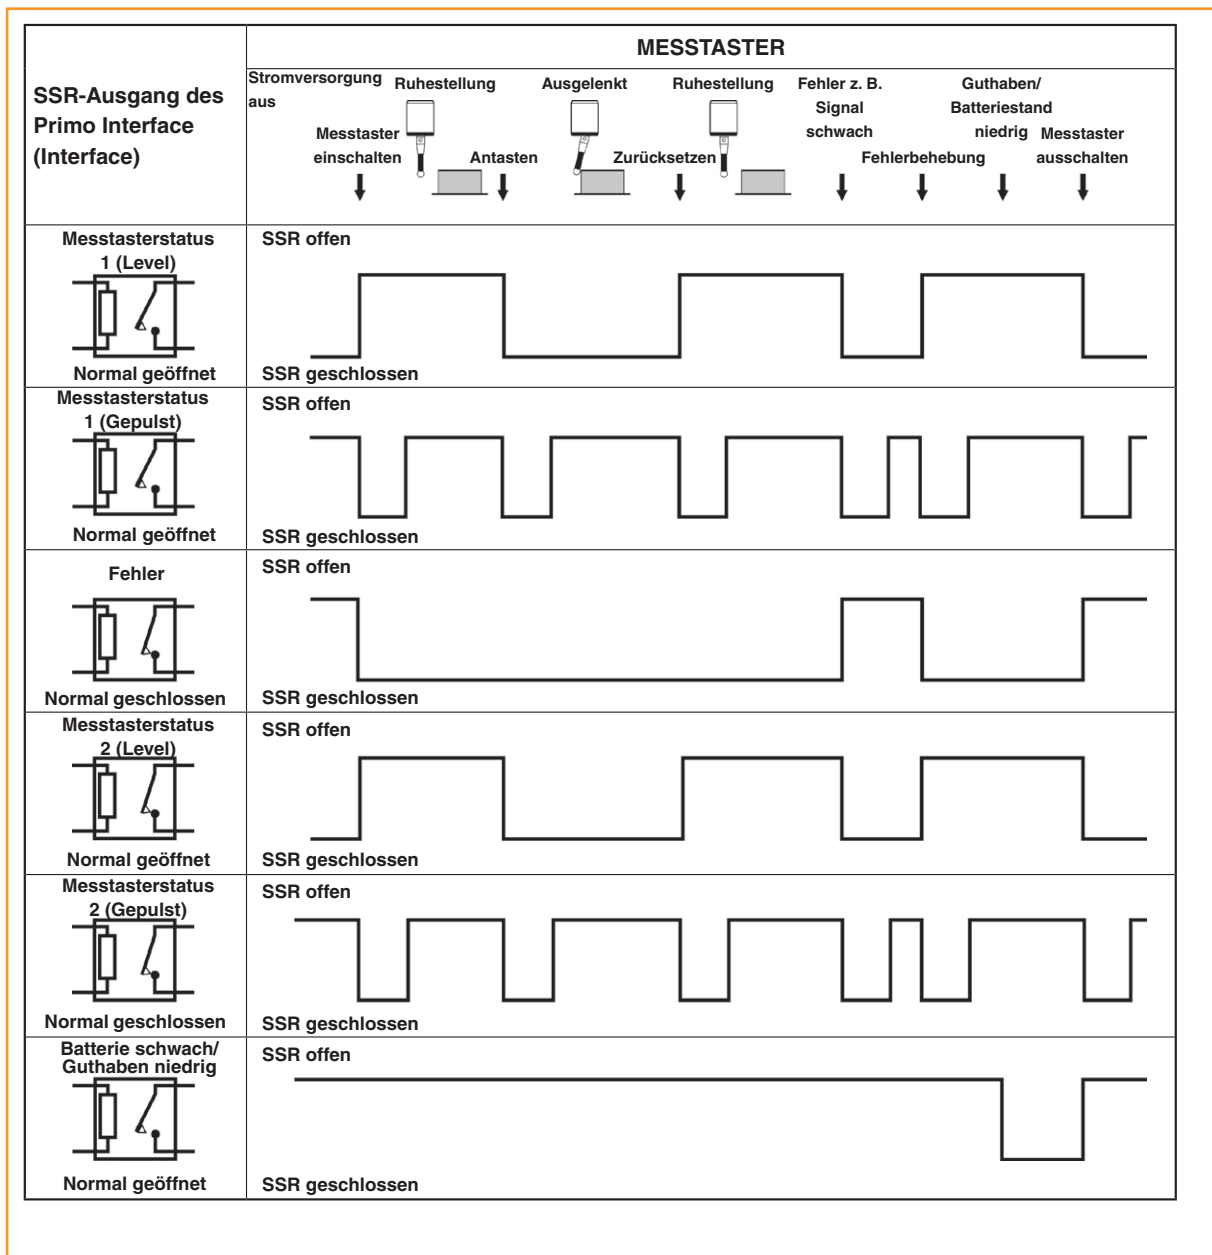 SSR-Ausgang des
Primo Interface
(Interface)
MESSTASTER
Stromversorgung
aus
Messtaster
einschalten
Ruhestellung
Antasten
Ausgelenkt
Zurücksetzen
Ruhestellung
Fehler z. B.
Signal
schwach
Fehlerbehebung
Guthaben/
Batteriestand
niedrig
Messtaster
ausschalten
Messtasterstatus
1 (Level)
Normal geöffnet
SSR offen
SSR geschlossen
Messtasterstatus
1 (Gepulst)
Normal geöffnet
SSR offen
SSR geschlossen
Fehler
Normal geschlossen
SSR offen
SSR geschlossen
Messtasterstatus
2 (Level)
Normal geöffnet
SSR offen
SSR geschlossen
Messtasterstatus
2 (Gepulst)
Normal geschlossen
SSR offen
SSR geschlossen
Batterie schwach/
Guthaben niedrig
Normal geöffnet
SSR offen
SSR geschlossen